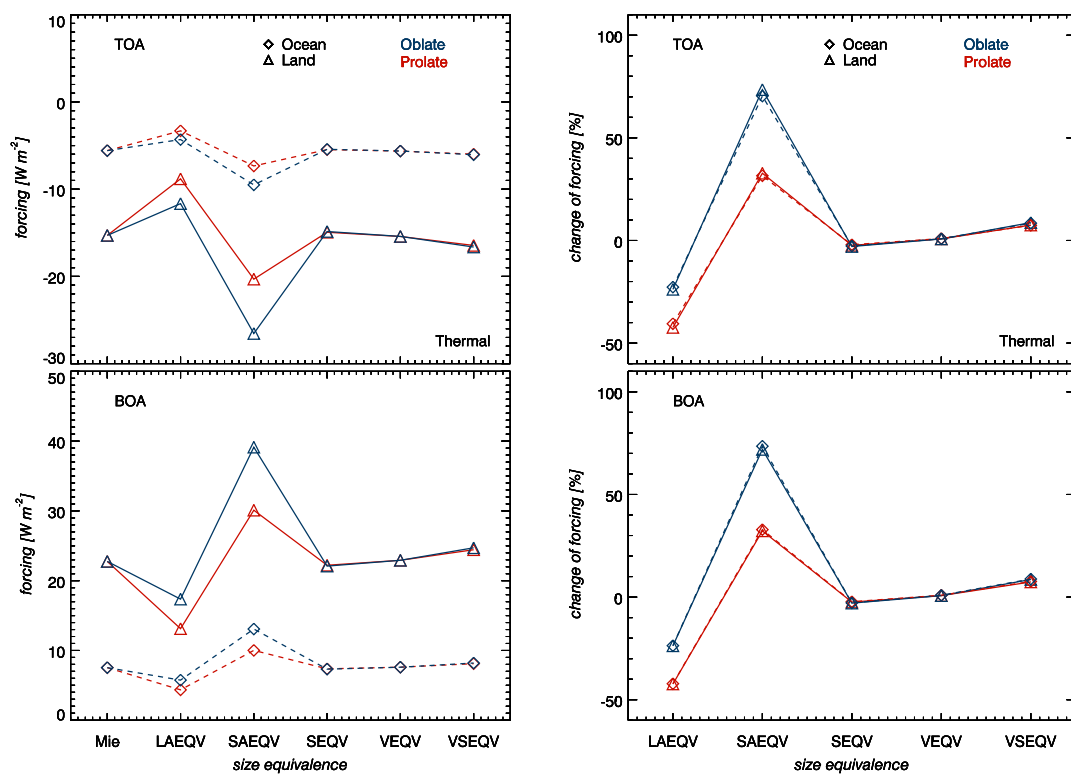 TOA
Ocean
Land
Oblate
Prolate
10
0
-10
-20
-30
forcing [W m⁻²]
Thermal
TOA
Ocean
Land
Oblate
Prolate
100
50
0
-50
change of forcing [%]
Thermal
BOA
50
40
30
20
10
0
forcing [W m⁻²]
Mie LAEQV SAEQV SEQV VEQV VSEQV
size equivalence
BOA
100
50
0
-50
change of forcing [%]
LAEQV SAEQV SEQV VEQV VSEQV
size equivalence